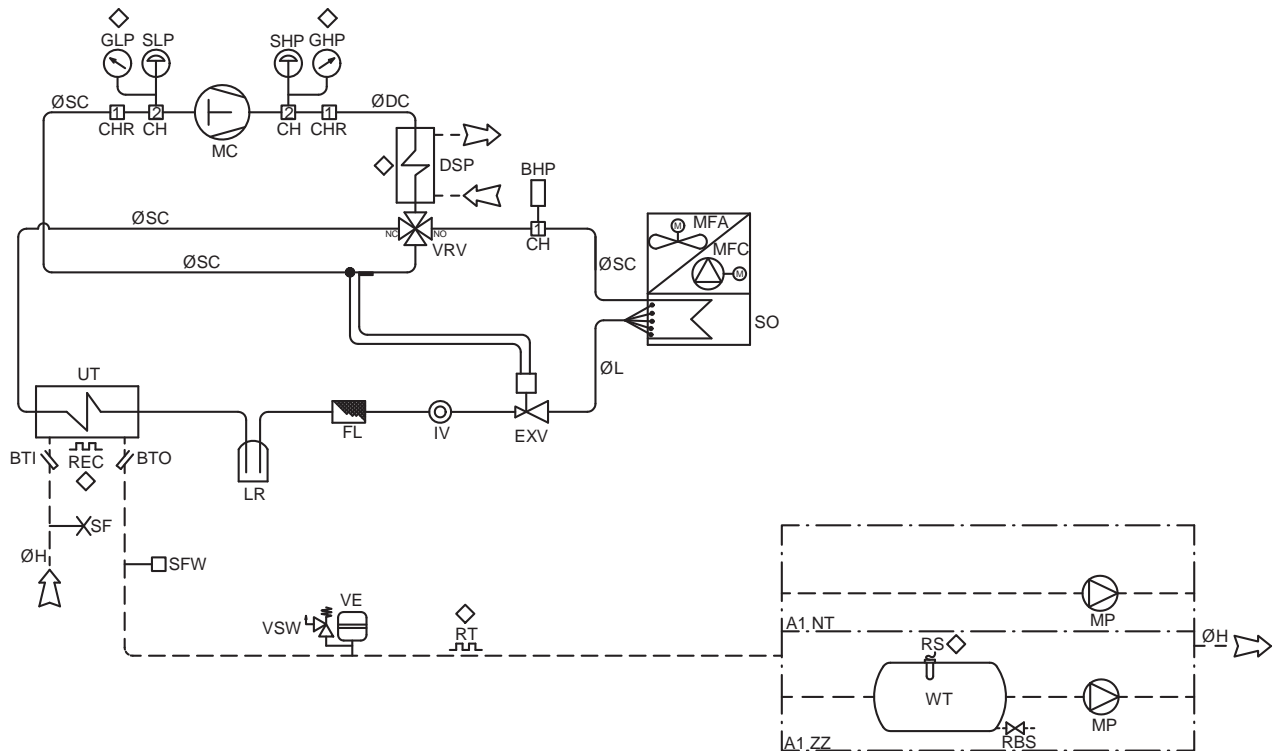 GLP
SLP
SHP
GHP
ØSC
1
2
2
1
ØDC
CHR
CH
MC
CH
CHR
DSP
BHP
ØSC
NC
NO
VRV
1
CH
M
MFA
MFC
M
ØSC
ØSC
SO
ØL
UT
FL
IV
EXV
BTI
REC
BTO
LR
SF
ØH
SFW
VE
VSW
RT
MP
A1 NT
ØH
RS
WT
MP
RBS
A1 ZZ